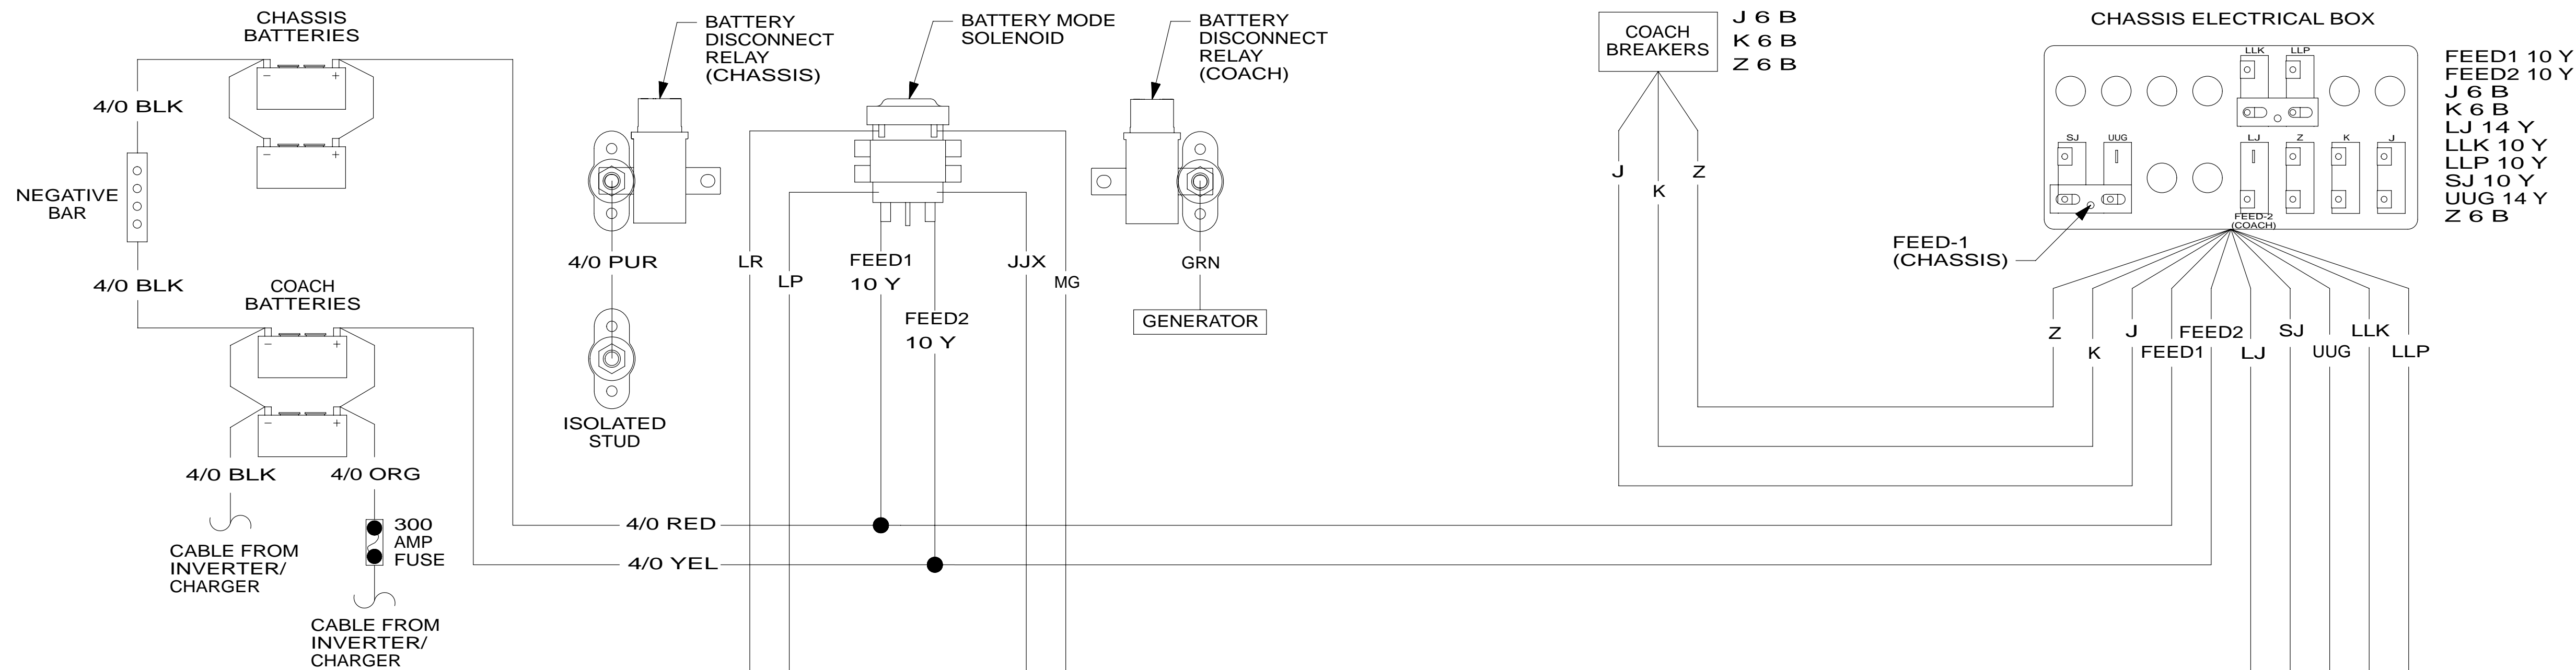 CHASSIS
BATTERIES
4/0 BLK
- +
- +
NEGATIVE
BAR
4/0 BLK
COACH
BATTERIES
- +
- +
4/0 BLK
4/0 ORG
300
AMP
FUSE
CABLE FROM
INVERTER/
CHARGER
CABLE FROM
INVERTER/
CHARGER
BATTERY
DISCONNECT
RELAY
(CHASSIS)
BATTERY MODE
SOLENOID
BATTERY
DISCONNECT
RELAY
(COACH)
4/0 PUR
ISOLATED
STUD
LR
LP
FEED1
10 Y
FEED2
10 Y
JJX
MG
GRN
GENERATOR
4/0 RED
4/0 YEL
COACH
BREAKERS
J 6 B
K 6 B
Z 6 B
J
K
Z
CHASSIS ELECTRICAL BOX
LLK LLP
SJ UUG LJ Z K J
FEED-2
(COACH)
FEED-1
(CHASSIS)
FEED1 10 Y
FEED2 10 Y
J 6 B
K 6 B
LJ 14 Y
LLK 10 Y
LLP 10 Y
SJ 10 Y
UUG 14 Y
Z 6 B
Z
K
J
FEED1
FEED2
LJ
SJ
UUG
LLK
LLP